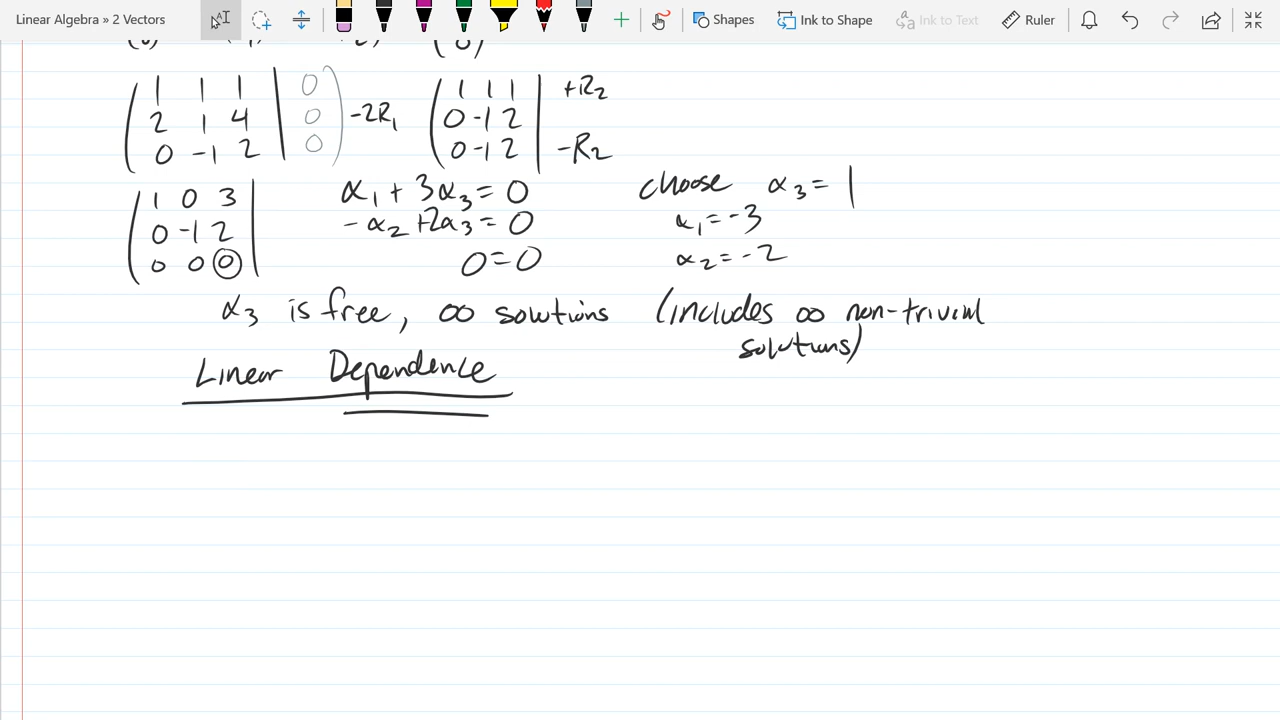 Linear Algebra » 2 Vectors Shapes Ink to Shape Ink to Text Ruler
1 1 1 | 0
2 1 4 | 0 -2R₁
0 -1 2 | 0
1 1 1 | +R₂
0 -1 2
0 -1 2 | -R₂
1 0 3
0 -1 2
0 0 0
α₁ + 3α₃ = 0
-α₂ + 2α₃ = 0
0 = 0
choose α₃ = 1
α₁ = -3
α₂ = -2
α₃ is free, ∞ solutions (includes ∞ non-trivial
solutions)
Linear Dependence